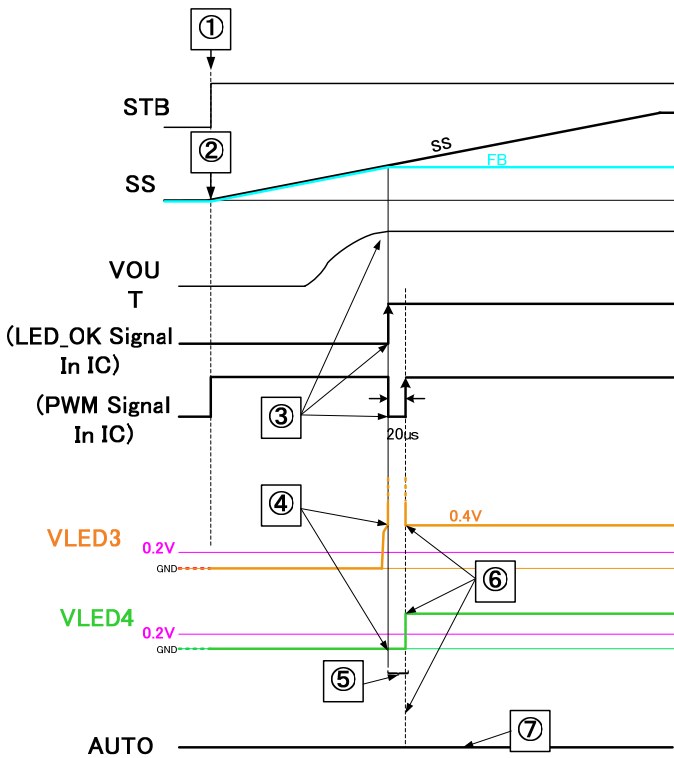 ①
STB
②
SS
FB
SS
VOU
T
(LED_OK Signal
In IC)
(PWM Signal
In IC)
③
20us
④
0.4V
VLED3
0.2V
GND
⑥
VLED4
0.2V
GND
⑤
⑦
AUTO